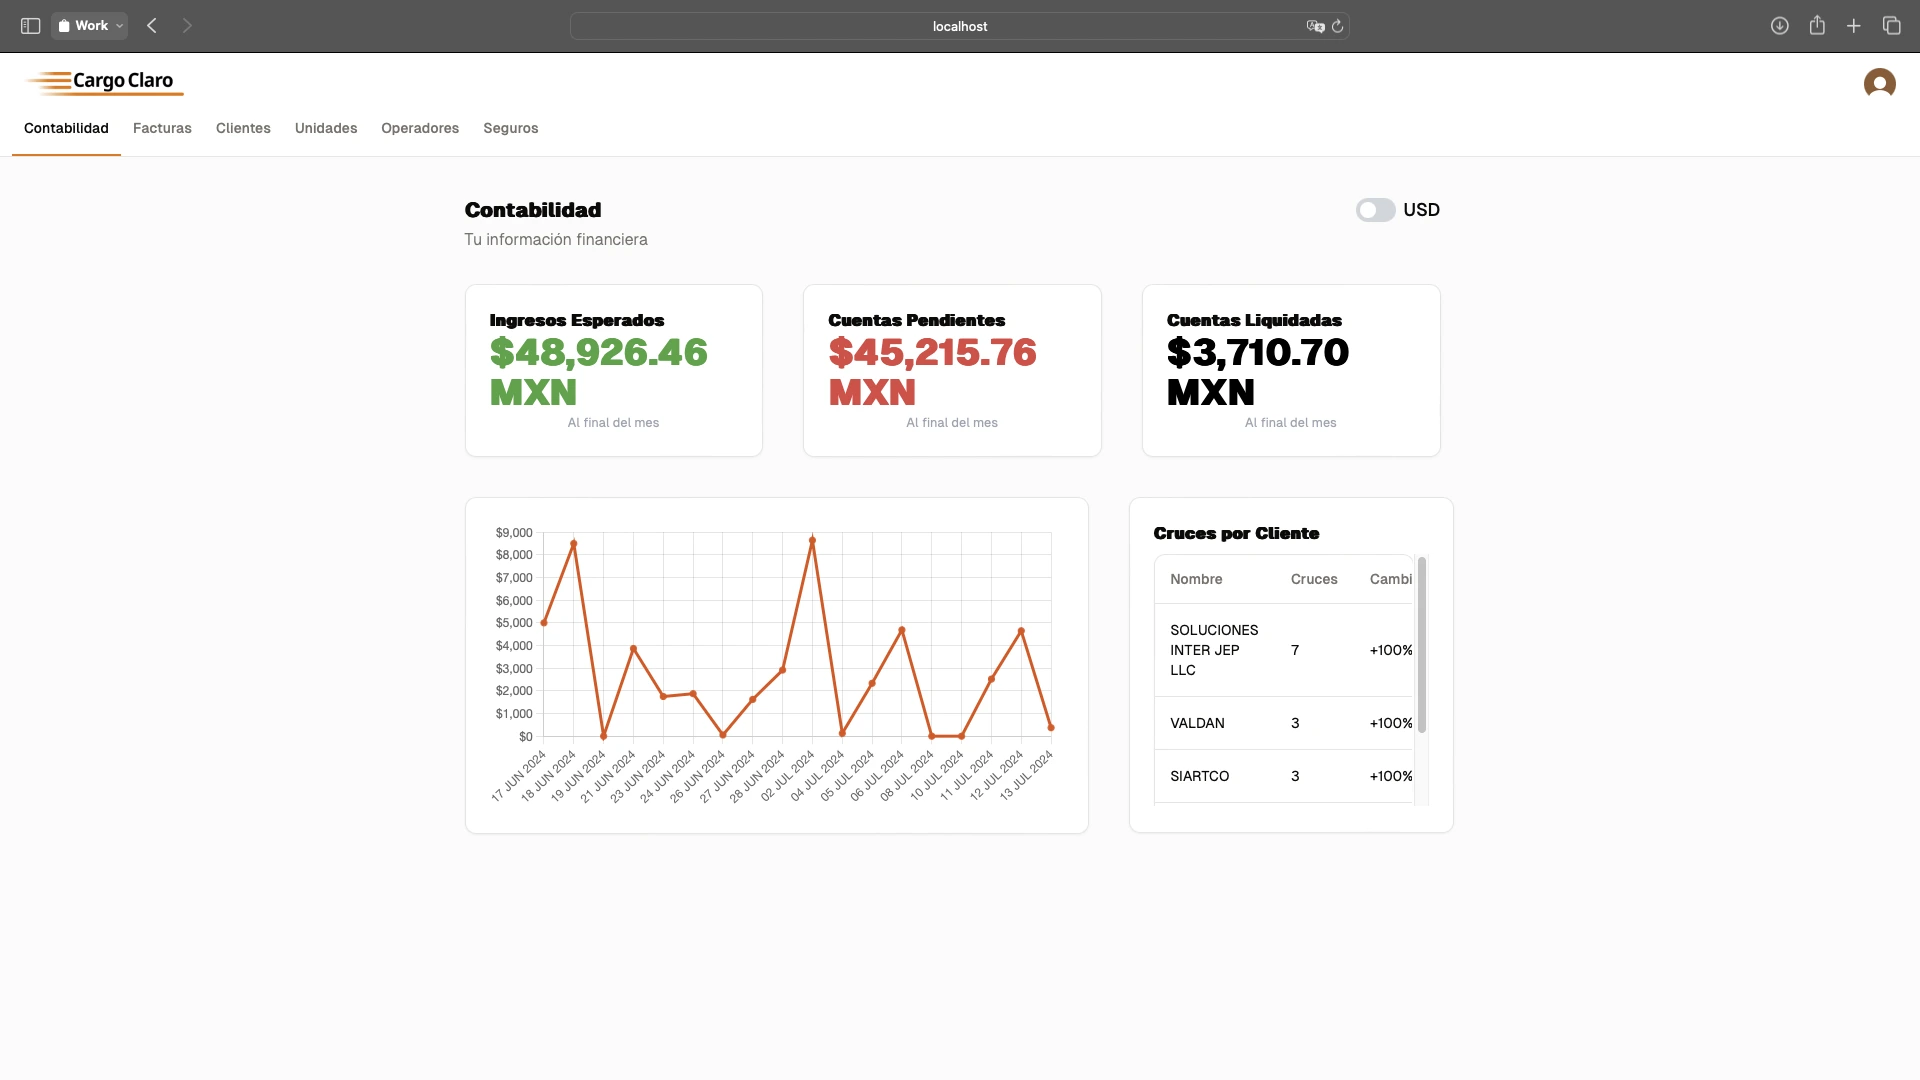 Work
localhost
Cargo Claro
Contabilidad Facturas Clientes Unidades Operadores Seguros
Contabilidad
USD
Tu información financiera
Ingresos Esperados
$48,926.46
MXN
Al final del mes
Cuentas Pendientes
$45,215.76
MXN
Al final del mes
Cuentas Liquidadas
$3,710.70
MXN
Al final del mes
$9,000
$8,000
$7,000
$6,000
$5,000
$4,000
$3,000
$2,000
$1,000
$0
17 JUN 2024
18 JUN 2024
19 JUN 2024
21 JUN 2024
23 JUN 2024
24 JUN 2024
26 JUN 2024
27 JUN 2024
28 JUN 2024
02 JUL 2024
04 JUL 2024
05 JUL 2024
06 JUL 2024
08 JUL 2024
10 JUL 2024
11 JUL 2024
12 JUL 2024
13 JUL 2024
Cruces por Cliente
Nombre Cruces Cambi
SOLUCIONES
INTER JEP 7 +100%
LLC
VALDAN 3 +100%
SIARTCO 3 +100%